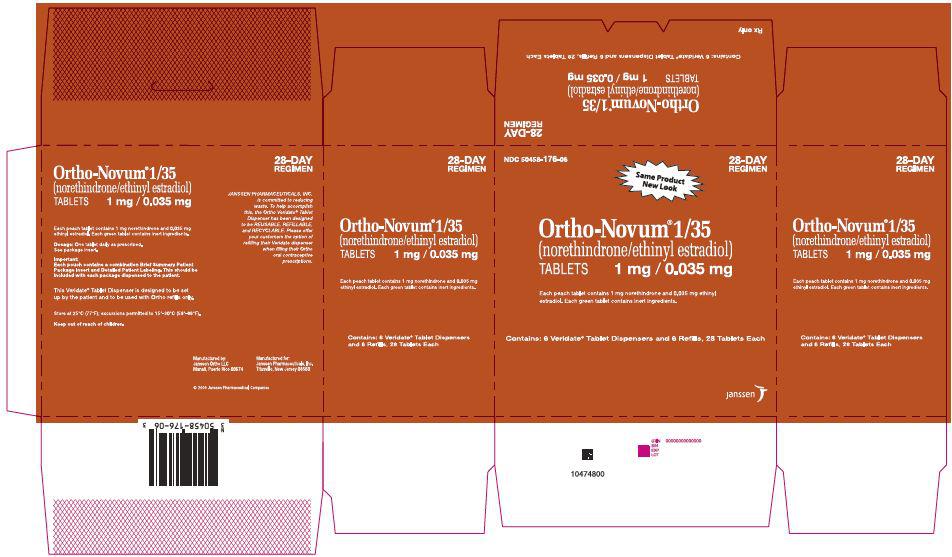 Rx only
Contains: 6 Veridate® Tablet Dispensers and 6 Refills, 28 Tablets Each
TABLETS 1 mg / 0.035 mg
(norethindrone/ethinyl estradiol)
Ortho-Novum®1/35
28-DAY
REGIMEN
28-DAY
REGIMEN
Ortho-Novum®1/35
(norethindrone/ethinyl estradiol)
TABLETS 1 mg / 0.035 mg
Each peach tablet contains 1 mg norethindrone and 0.035 mg
ethinyl estradiol. Each green tablet contains inert ingredients.
Dosage: One tablet daily as prescribed.
See package insert.
Important:
Each pouch contains a combination Brief Summary Patient
Package Insert and Detailed Patient Labeling. This should be
included with each package dispensed to the patient.
This Veridate® Tablet Dispenser is designed to be set
up by the patient and to be used with Ortho refills only.
Store at 25°C (77°F); excursions permitted to 15°-30°C (59°-86°F).
Keep out of reach of children.
JANSSEN PHARMACEUTICALS, INC.
is committed to reducing
waste. To help accomplish
this, the Ortho Veridate® Tablet
Dispenser has been designed
to be REUSABLE, REFILLABLE,
and RECYCLABLE. Please offer
your customers the option of
refilling their Veridate dispenser
when filling their Ortho
oral contraceptive
prescriptions.
Manufactured by:
Janssen Ortho LLC
Manati, Puerto Rico 00674
Manufactured for:
Janssen Pharmaceuticals, Inc.
Titusville, New Jersey 08560
Janssen Pharmaceutical Companies
N
3
50458-176-06
3
28-DAY
REGIMEN
Ortho-Novum®1/35
(norethindrone/ethinyl estradiol)
TABLETS 1 mg / 0.035 mg
Each peach tablet contains 1 mg norethindrone and 0.035 mg
ethinyl estradiol. Each green tablet contains inert ingredients.
Contains: 6 Veridate® Tablet Dispensers
and 6 Refills, 28 Tablets Each
NDC 50458-176-06
28-DAY
REGIMEN
Same Product
New Look
Ortho-Novum®1/35
(norethindrone/ethinyl estradiol)
TABLETS 1 mg / 0.035 mg
Each peach tablet contains 1 mg norethindrone and 0.035 mg ethinyl
estradiol. Each green tablet contains inert ingredients.
Contains: 6 Veridate® Tablet Dispensers and 6 Refills, 28 Tablets Each
janssen
10474800
EXP
LOT
28-DAY
REGIMEN
Ortho-Novum®1/35
(norethindrone/ethinyl estradiol)
TABLETS 1 mg / 0.035 mg
Each peach tablet contains 1 mg norethindrone and 0.035 mg
ethinyl estradiol. Each green tablet contains inert ingredients.
Contains: 6 Veridate® Tablet Dispensers
and 6 Refills, 28 Tablets Each